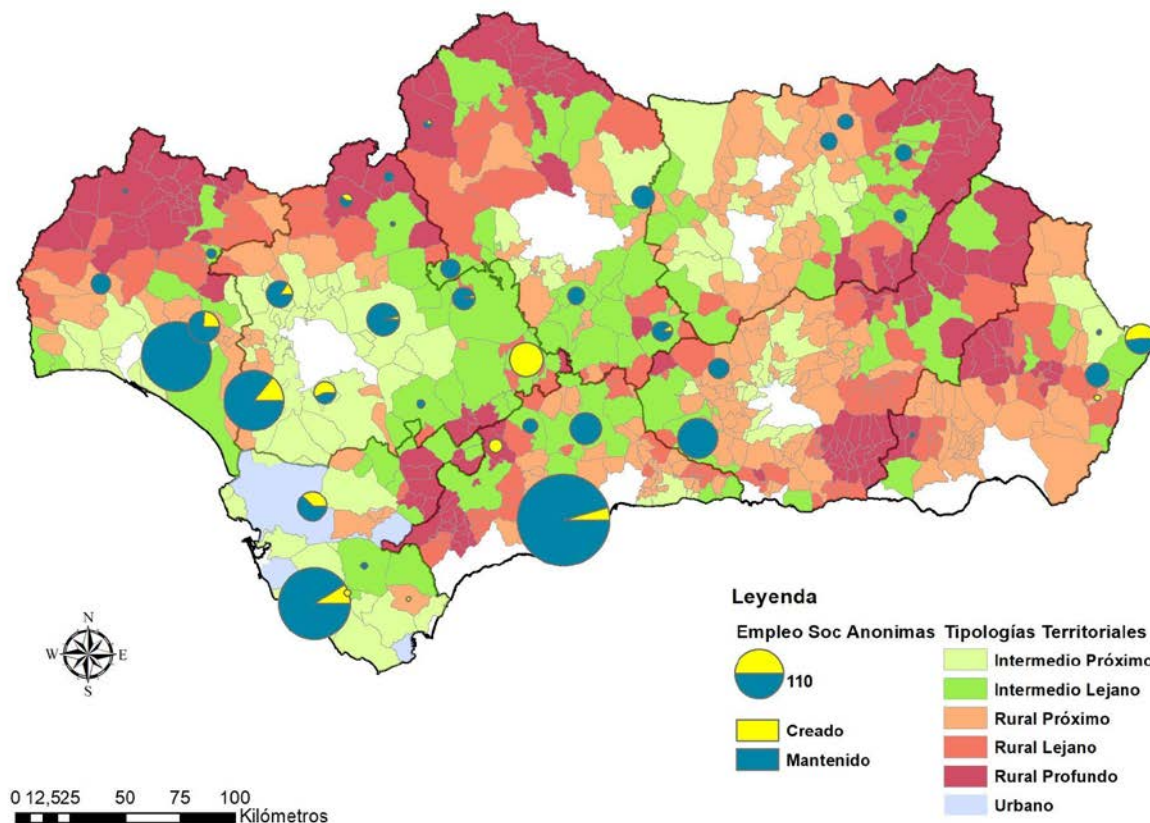 N
W E
S
Leyenda
Empleo Soc Anonimas
110
Creado
Mantenido
Tipologías Territoriales
Intermedio Próximo
Intermedio Lejano
Rural Próximo
Rural Lejano
Rural Profundo
Urbano
0 12,525 50 75 100
Kilómetros